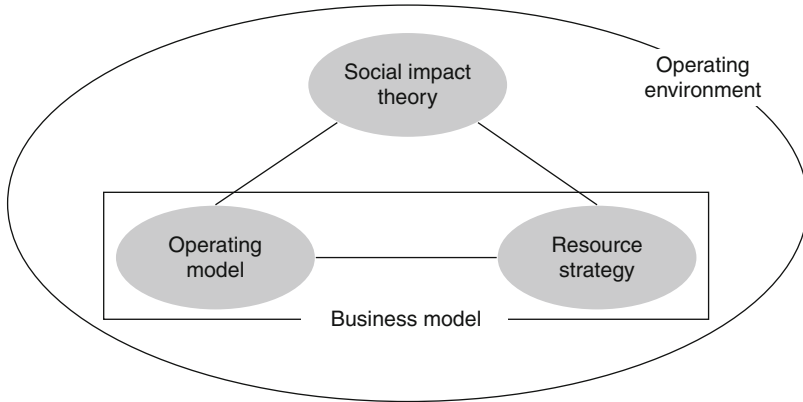 Social impact
theory
Operating
environment
Operating
model
Resource
strategy
Business model